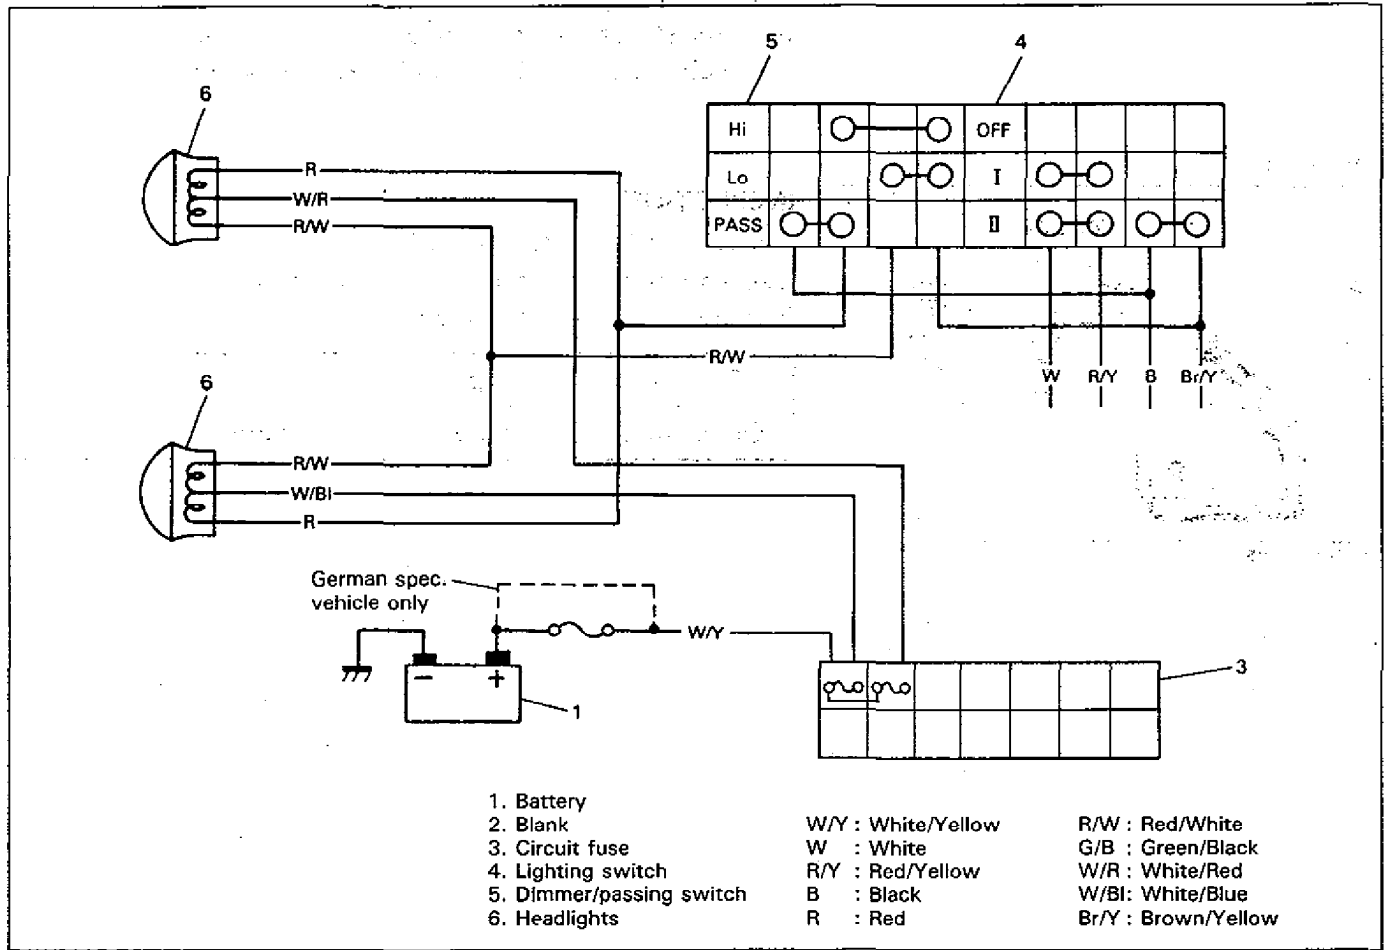 5
4
6
Hi
OFF
Lo
I
PASS
II
R
W/R
R/W
R/W
W
R/Y
B
Br/Y
6
R/W
W/Bl
R
German spec.
vehicle only
W/Y
3
− +
1
1. Battery
2. Blank
3. Circuit fuse
4. Lighting switch
5. Dimmer/passing switch
6. Headlights
W/Y : White/Yellow
W : White
R/Y : Red/Yellow
B : Black
R : Red
R/W : Red/White
G/B : Green/Black
W/R : White/Red
W/Bl: White/Blue
Br/Y : Brown/Yellow